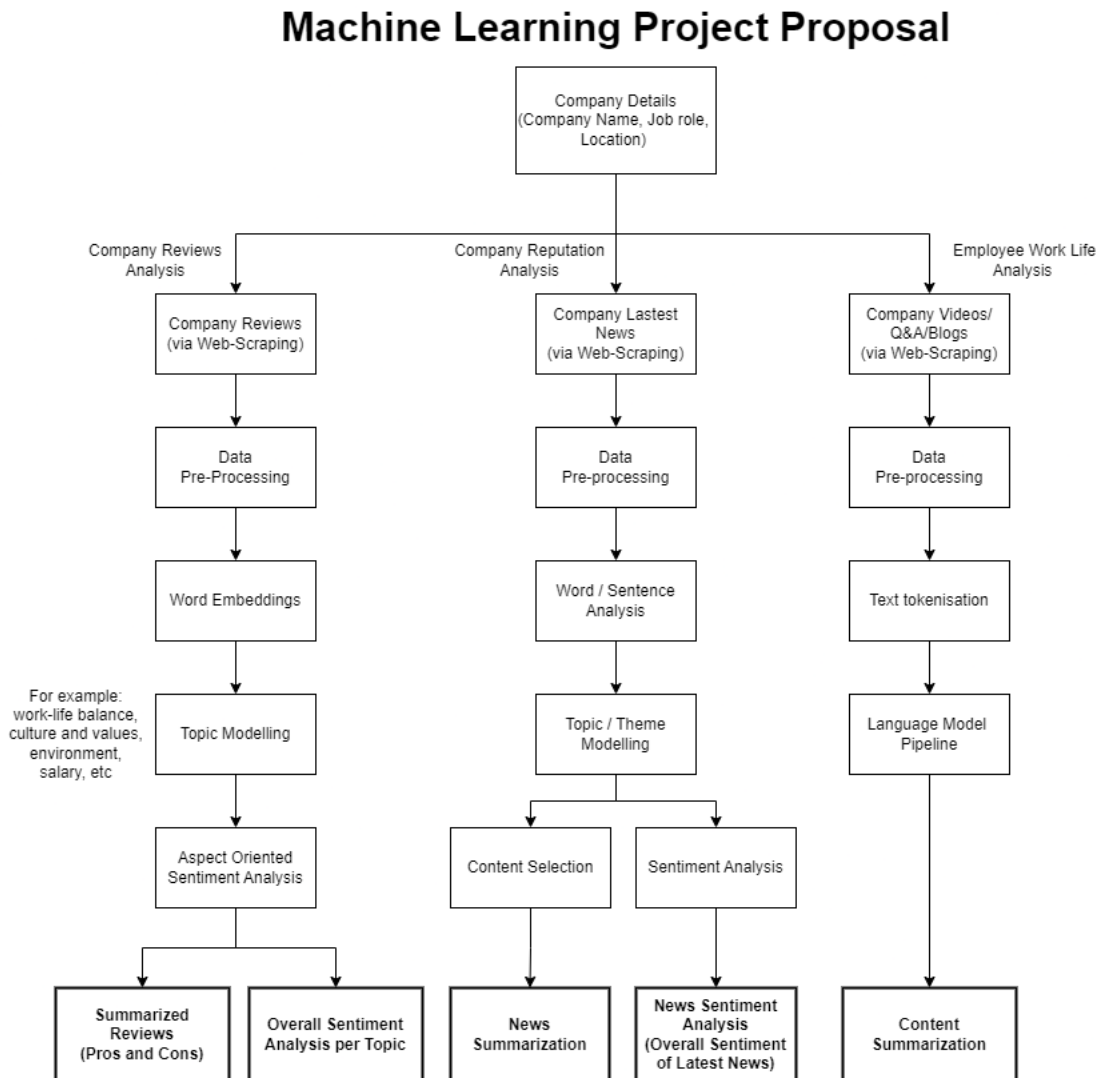 Machine Learning Project Proposal
Company Details
(Company Name, Job role,
Location)
Company Reviews
Analysis
Company Reputation
Analysis
Employee Work Life
Analysis
Company Reviews
(via Web-Scraping)
Company Lastest
News
(via Web-Scraping)
Company Videos/
Q&A/Blogs
(via Web-Scraping)
Data
Pre-Processing
Data
Pre-processing
Data
Pre-processing
Word Embeddings
Word / Sentence
Analysis
Text tokenisation
For example:
work-life balance,
culture and values,
environment,
salary, etc
Topic Modelling
Topic / Theme
Modelling
Language Model
Pipeline
Aspect Oriented
Sentiment Analysis
Content Selection
Sentiment Analysis
Summarized
Reviews
(Pros and Cons)
Overall Sentiment
Analysis per Topic
News
Summarization
News Sentiment
Analysis
(Overall Sentiment
of Latest News)
Content
Summarization